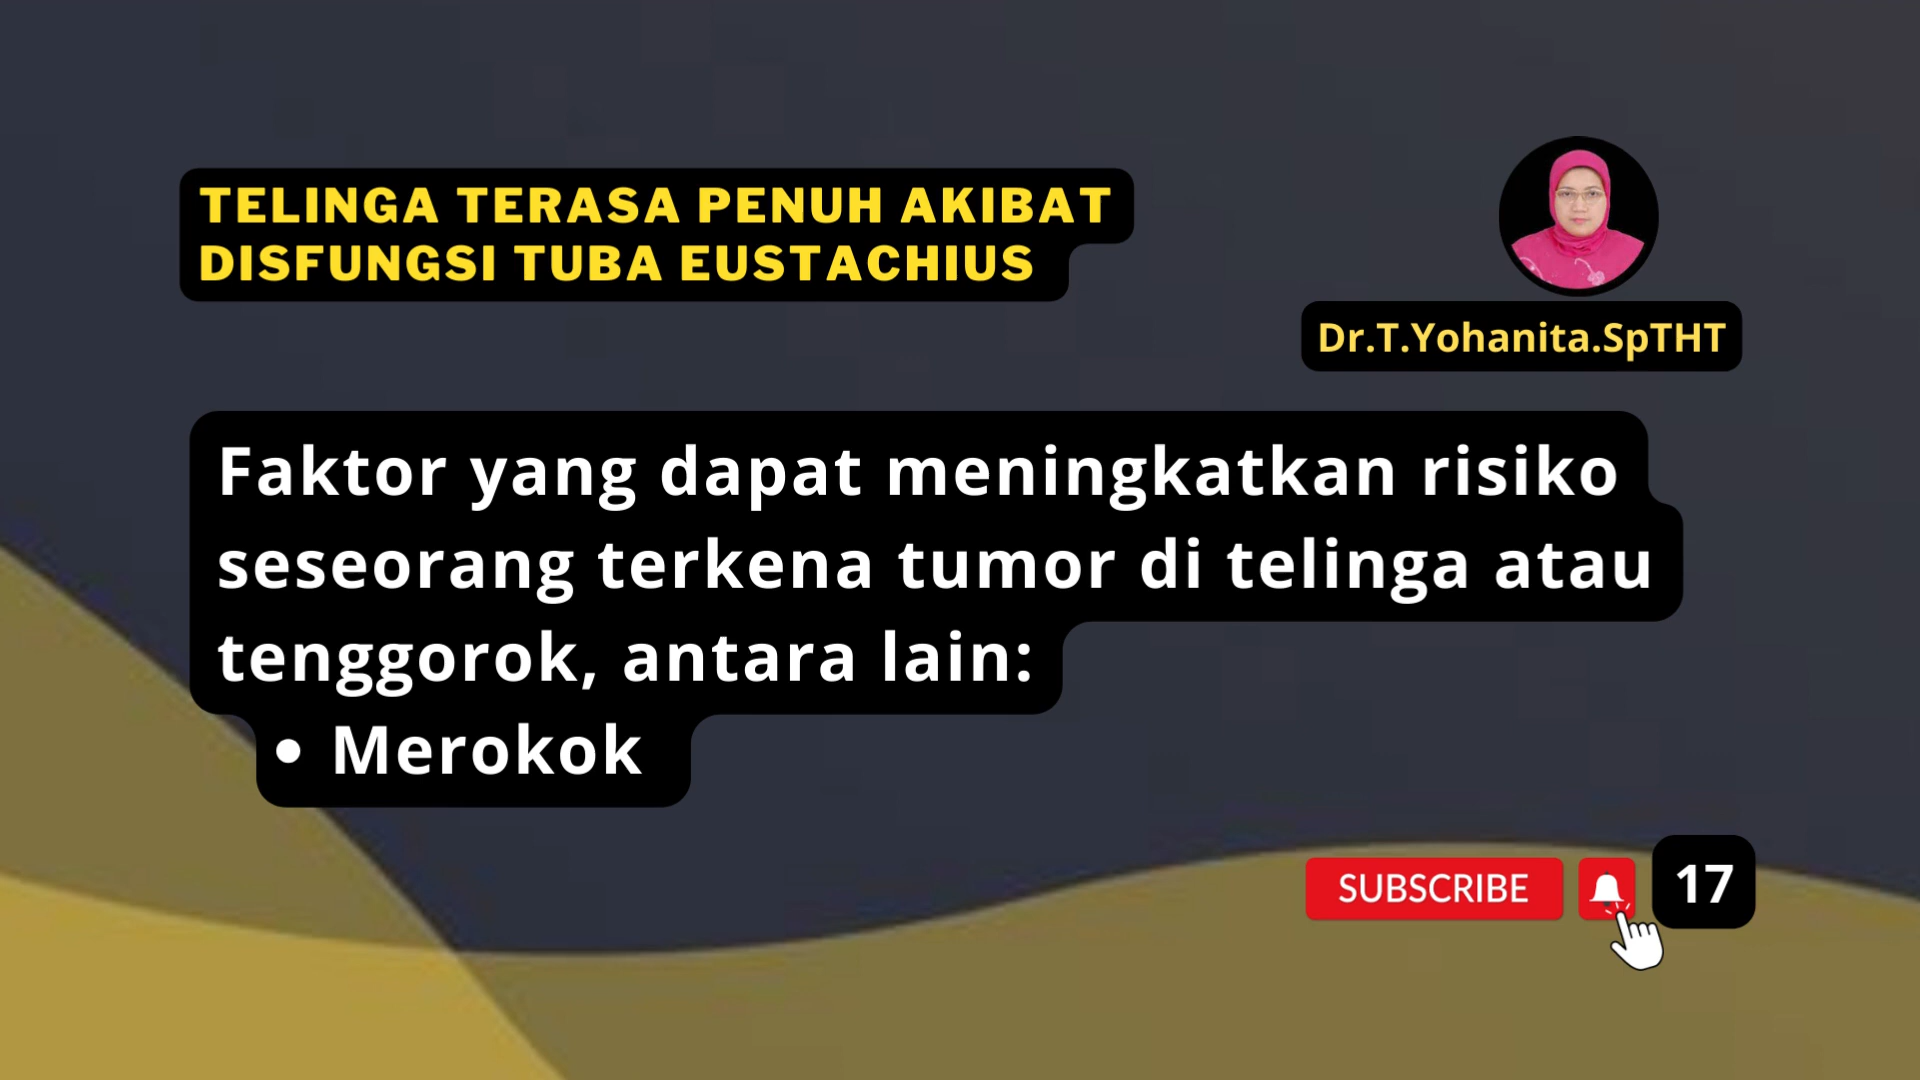 TELINGA TERASA PENUH AKIBAT
DISFUNGSI TUBA EUSTACHIUS
Dr.T.Yohanita.SpTHT
Faktor yang dapat meningkatkan risiko
seseorang terkena tumor di telinga atau
tenggorok, antara lain:
• Merokok
SUBSCRIBE
17